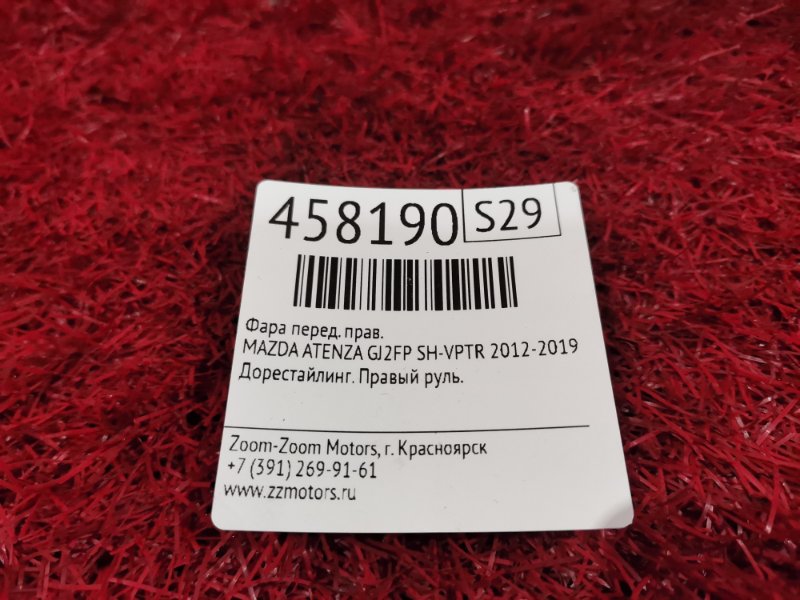 458190 S29
Фара перед. прав.
MAZDA ATENZA GJ2FP SH-VPTR 2012-2019
Дорестайлинг. Правый руль.
Zoom-Zoom Motors, г. Красноярск
+7 (391) 269-91-61
www.zzmotors.ru